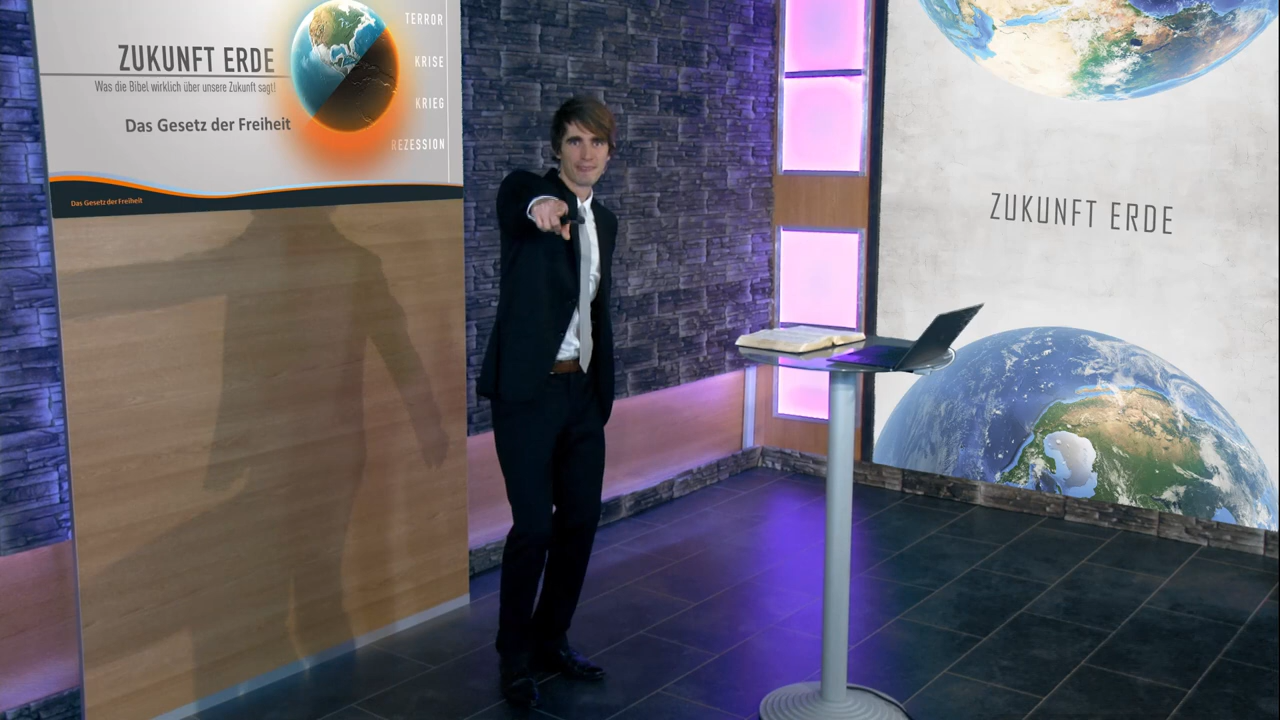 ZUKUNFT ERDE
Was die Bibel wirklich über unsere Zukunft sagt!
Das Gesetz der Freiheit
TERROR
KRISE
KRIEG
REZESSION
Das Gesetz der Freiheit
ZUKUNFT ERDE